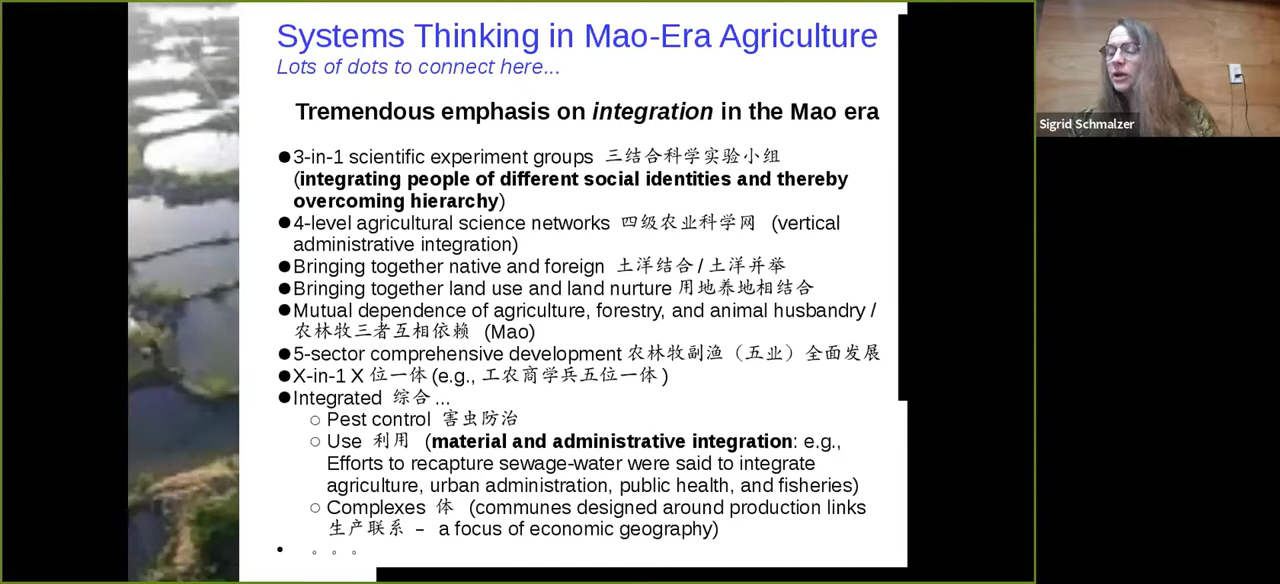 Systems Thinking in Mao-Era Agriculture
Lots of dots to connect here...
Tremendous emphasis on integration in the Mao era
●3-in-1 scientific experiment groups 三结合科学实验小组
(integrating people of different social identities and thereby
overcoming hierarchy)
●4-level agricultural science networks 四级农业科学网 (vertical
administrative integration)
●Bringing together native and foreign 土洋结合/土洋并举
●Bringing together land use and land nurture 用地养地相结合
●Mutual dependence of agriculture, forestry, and animal husbandry /
农林牧三者互相依赖 (Mao)
●5-sector comprehensive development 农林牧副渔（五业）全面发展
●X-in-1 X 位一体 (e.g., 工农商学兵五位一体)
●Integrated 综合 ...
○ Pest control 害虫防治
○ Use 利用 (material and administrative integration: e.g.,
Efforts to recapture sewage-water were said to integrate
agriculture, urban administration, public health, and fisheries)
○ Complexes 体 (communes designed around production links
生产联系 – a focus of economic geography)
• 。。。
Sigrid Schmalzer